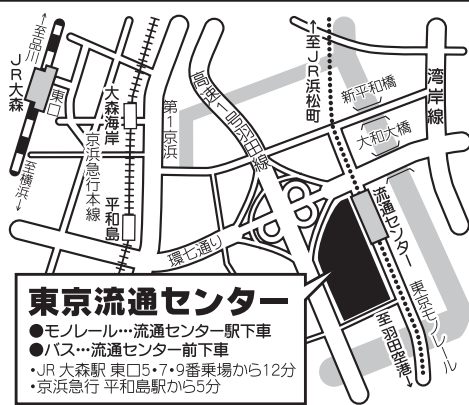 ←至品川
JR大森
東口
至横浜→
大森海岸
京浜急行本線
平和島
第1京浜
高速1号羽田線
環七通り
←至JR浜松町
新平和橋
大和大橋
湾岸線
流通センター
東京モノレール
至羽田空港→
東京流通センター
●モノレール…流通センター駅下車
●バス…流通センター前下車
・JR 大森駅 東口5・7・9番乗場から12分
・京浜急行 平和島駅から5分